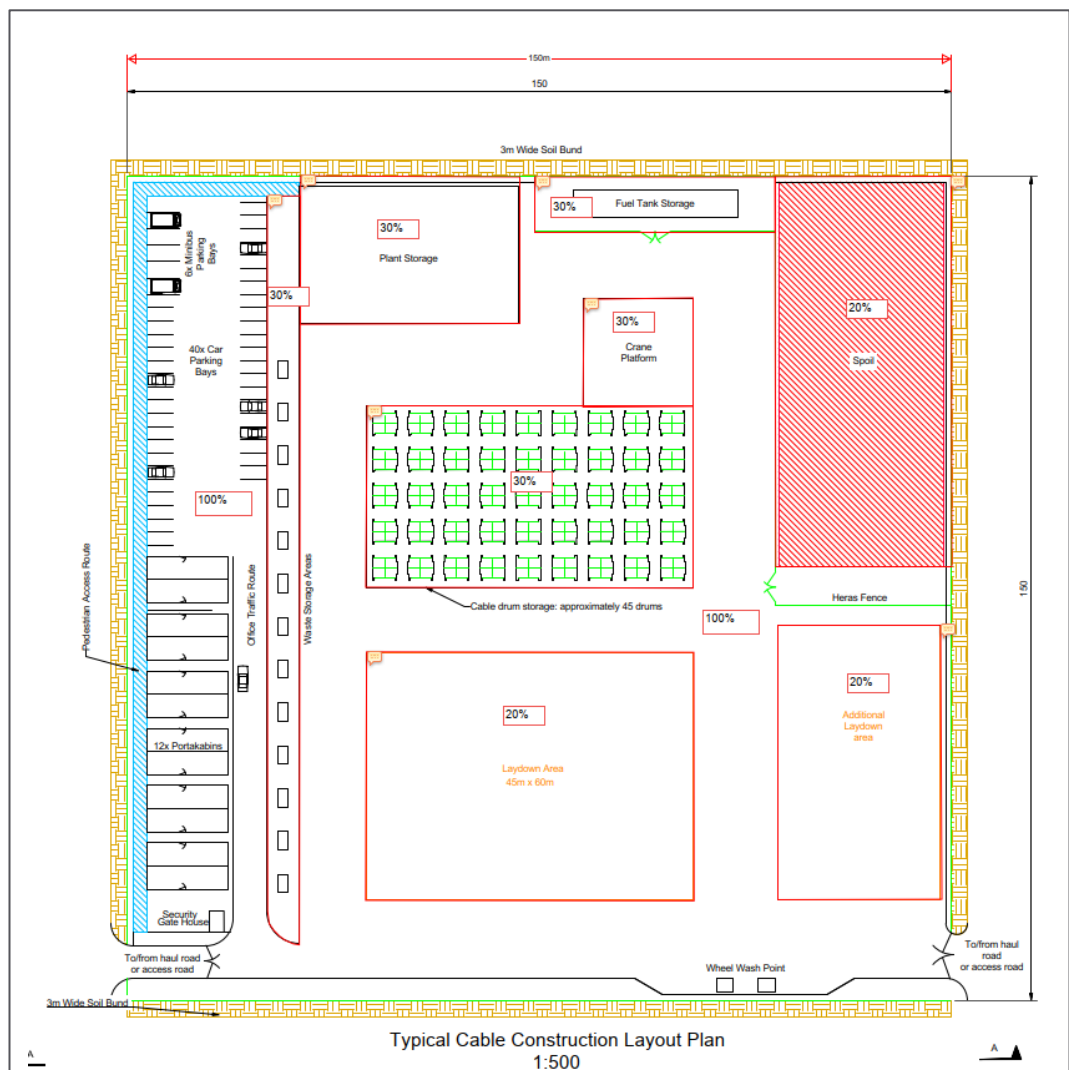 150m
150
3m Wide Soil Bund
Fuel Tank Storage
30%
30%
Plant Storage
6x Minibus
Parking
Bays
30%
20%
30%
Crane
Platform
Spoil
40x Car
Parking
Bays
30%
100%
Pedestrian Access Route
Office Traffic Route
Waste Storage Areas
Cable drum storage: approximately 45 drums
Heras Fence
150
100%
20%
20%
Additional
Laydown
area
12x Portakabins
Laydown Area
45m x 60m
Security
Gate House
To/from haul road
or access road
To/from haul
road
or access road
Wheel Wash Point
3m Wide Soil Bund
Typical Cable Construction Layout Plan
1:500
A
A